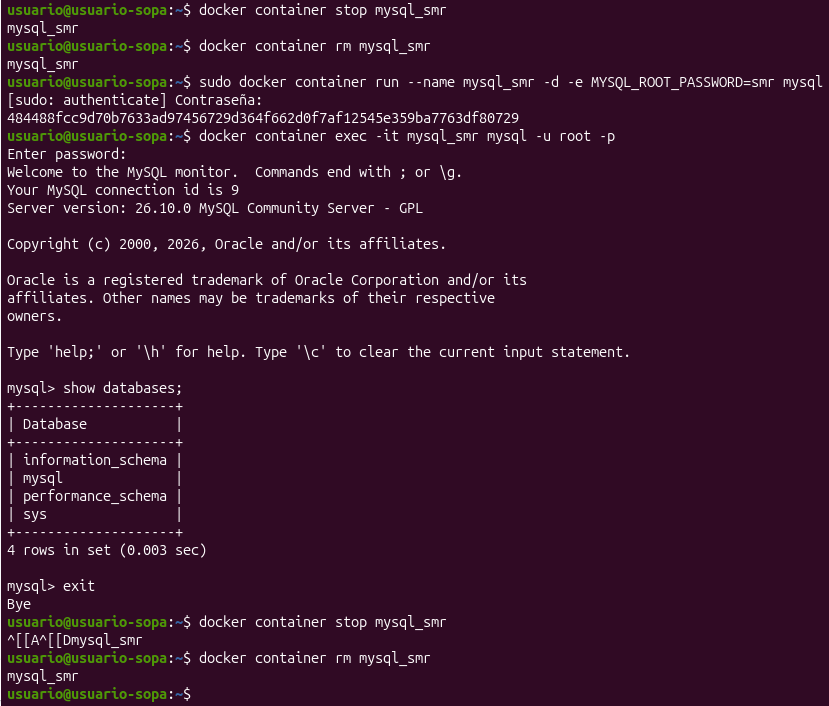 usuario@usuario-sopa:~$ docker container stop mysql_smr
mysql_smr
usuario@usuario-sopa:~$ docker container rm mysql_smr
mysql_smr
usuario@usuario-sopa:~$ sudo docker container run --name mysql_smr -d -e MYSQL_ROOT_PASSWORD=smr mysql
[sudo: authenticate] Contraseña:
484488fcc9d70b7633ad97456729d364f662d0f7af12545e359ba7763df80729
usuario@usuario-sopa:~$ docker container exec -it mysql_smr mysql -u root -p
Enter password:
Welcome to the MySQL monitor.  Commands end with ; or \g.
Your MySQL connection id is 9
Server version: 26.10.0 MySQL Community Server - GPL

Copyright (c) 2000, 2026, Oracle and/or its affiliates.

Oracle is a registered trademark of Oracle Corporation and/or its
affiliates. Other names may be trademarks of their respective
owners.

Type 'help;' or '\h' for help. Type '\c' to clear the current input statement.

mysql> show databases;
+--------------------+
| Database           |
+--------------------+
| information_schema |
| mysql              |
| performance_schema |
| sys                |
+--------------------+
4 rows in set (0.003 sec)

mysql> exit
Bye
usuario@usuario-sopa:~$ docker container stop mysql_smr
^[[A^[[Dmysql_smr
usuario@usuario-sopa:~$ docker container rm mysql_smr
mysql_smr
usuario@usuario-sopa:~$